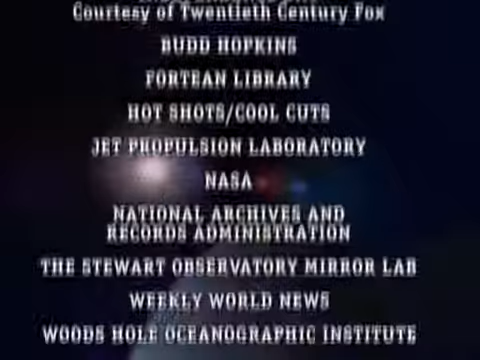 Courtesy of Twentieth Century Fox
BUDD HOPKINS
FORTEAN LIBRARY
HOT SHOTS/COOL CUTS
JET PROPULSION LABORATORY
NASA
NATIONAL ARCHIVES AND
RECORDS ADMINISTRATION
THE STEWART OBSERVATORY MIRROR LAB
WEEKLY WORLD NEWS
WOODS HOLE OCEANOGRAPHIC INSTITUTE